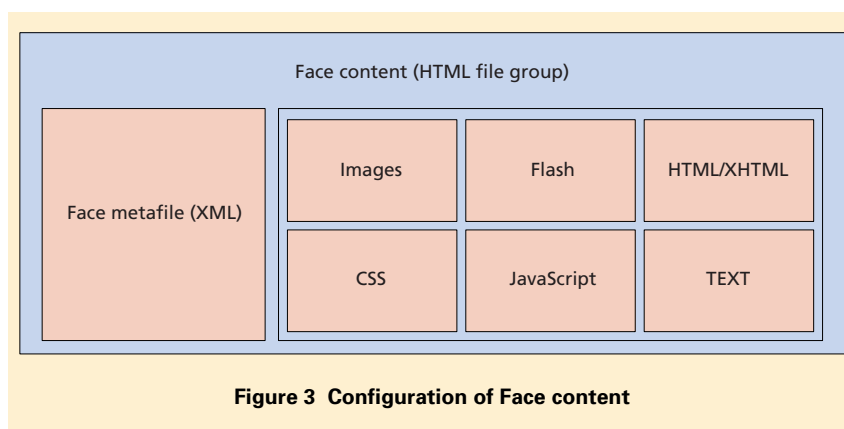 Face content (HTML file group)
Face metafile (XML)
Images
Flash
HTML/XHTML
CSS
JavaScript
TEXT
Figure 3 Configuration of Face content